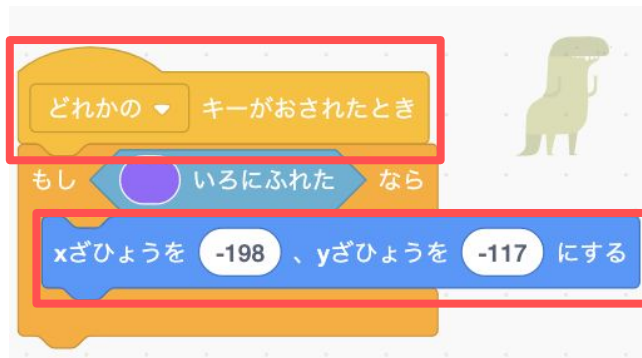 どれかの キーがおされたとき
もし いろにふれた なら
xざひょうを -198 、yざひょうを -117 にする